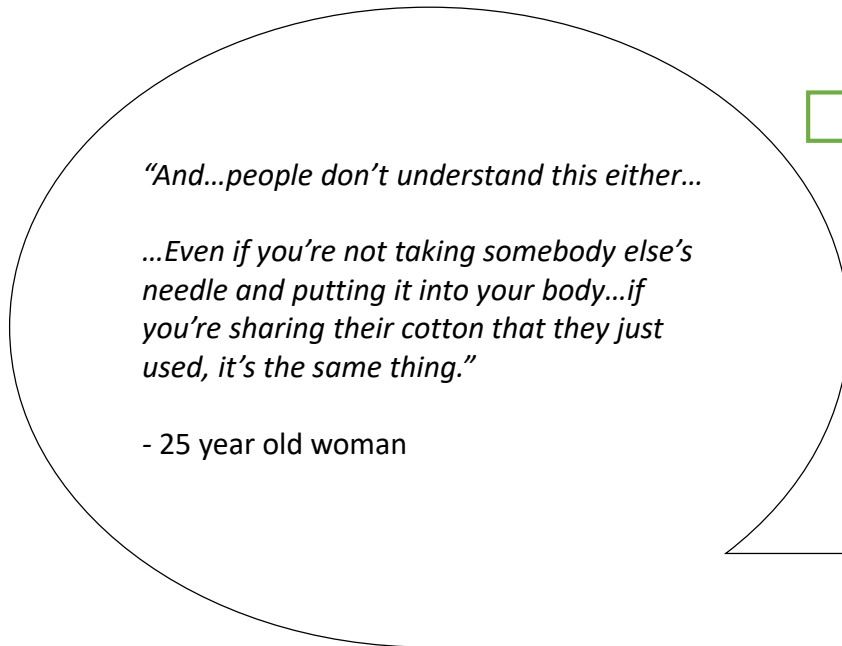 “And…people don’t understand this either…
…Even if you’re not taking somebody else’s
needle and putting it into your body…if
you’re sharing their cotton that they just
used, it’s the same thing.”
- 25 year old woman